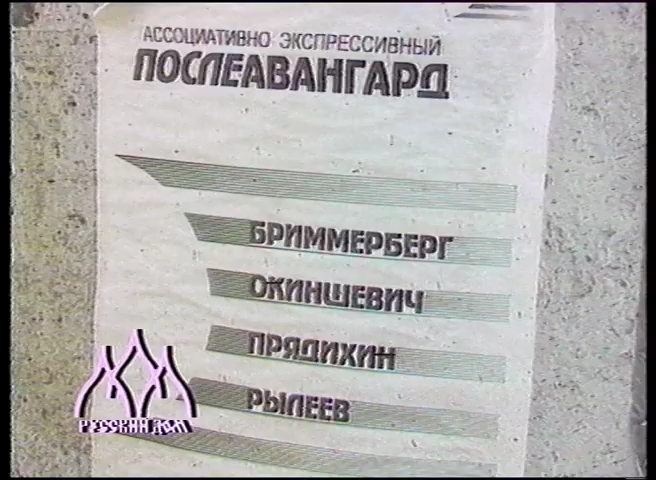 АССОЦИАТИВНО ЭКСПРЕССИВНЫЙ
ПОСЛЕАВАНГАРД
БРИММЕРБЕРГ
ОКИНШЕВИЧ
ПРЯДИХИН
РЫЛЕЕВ
РУССКИЙ ДОМ